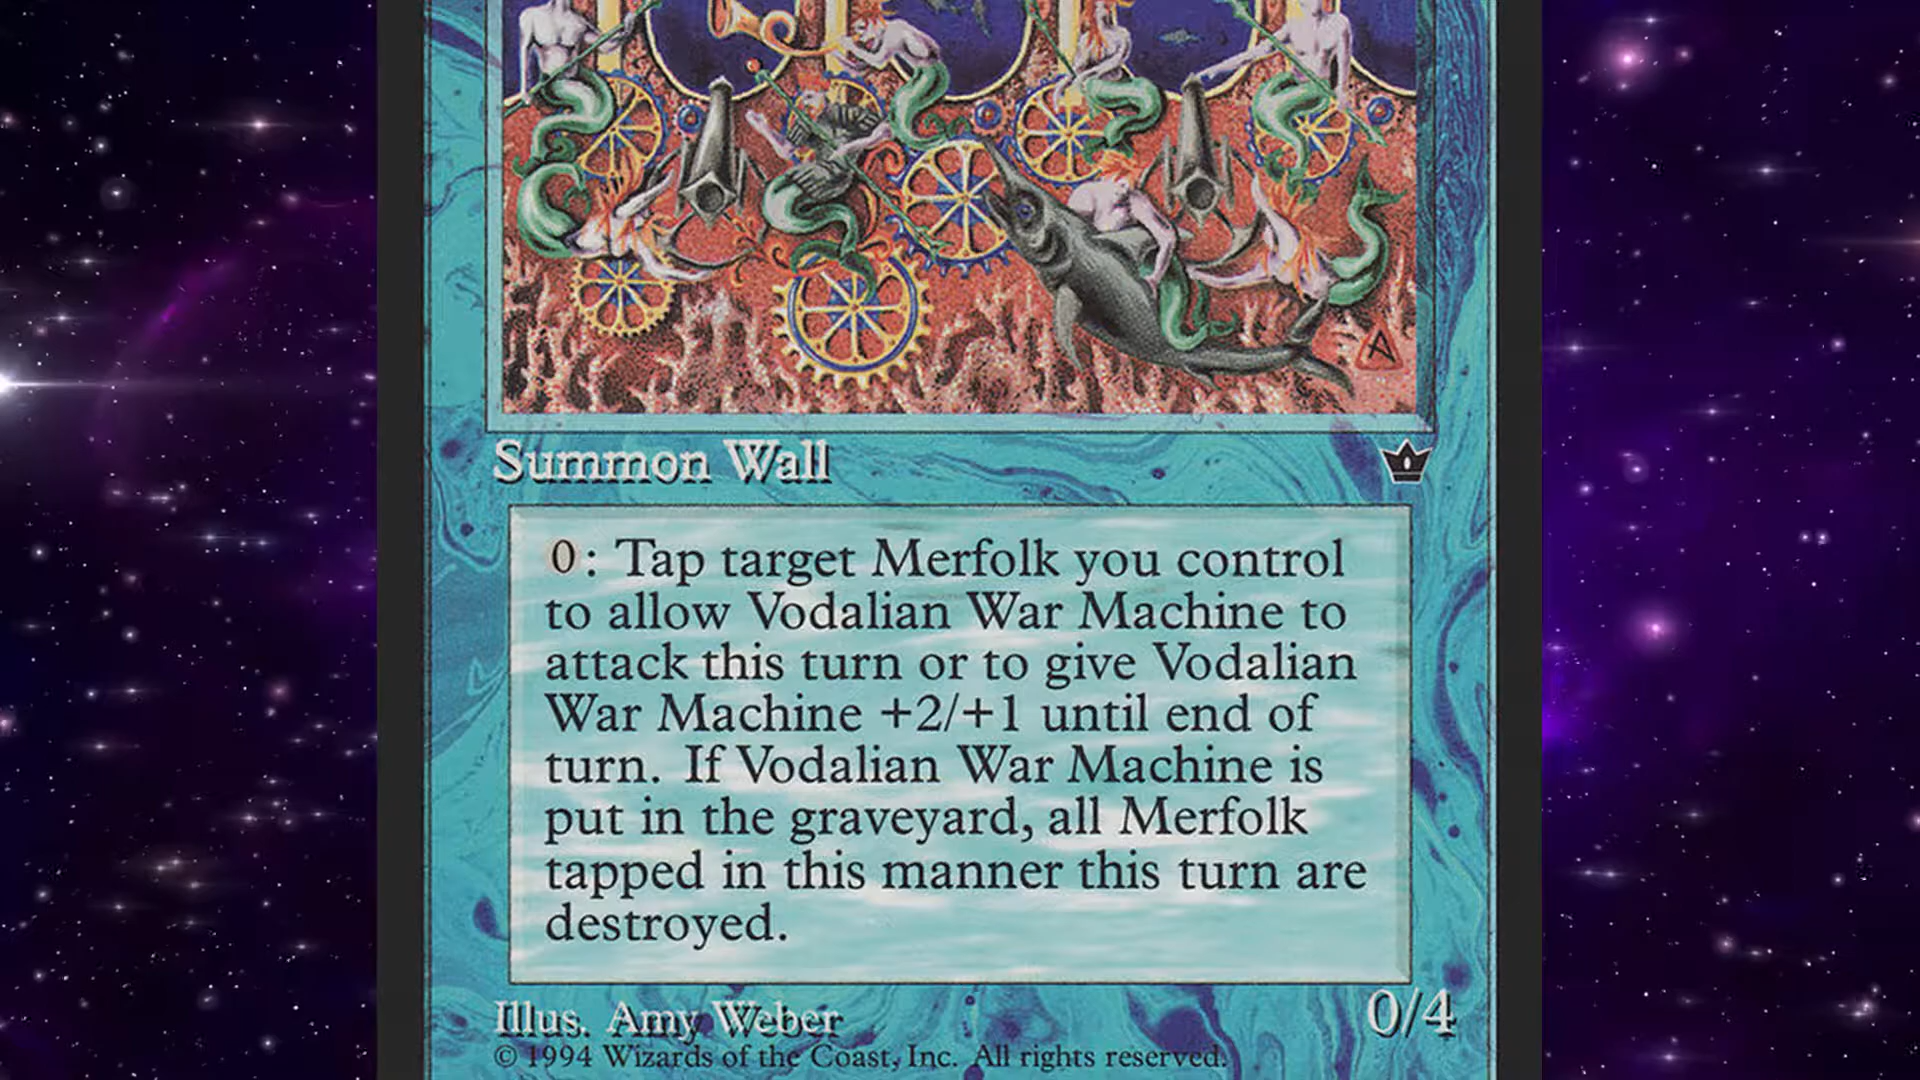 Summon Wall
0: Tap target Merfolk you control
to allow Vodalian War Machine to
attack this turn or to give Vodalian
War Machine +2/+1 until end of
turn. If Vodalian War Machine is
put in the graveyard, all Merfolk
tapped in this manner this turn are
destroyed.
Illus. Amy Weber
0/4
© 1994 Wizards of the Coast, Inc. All rights reserved.